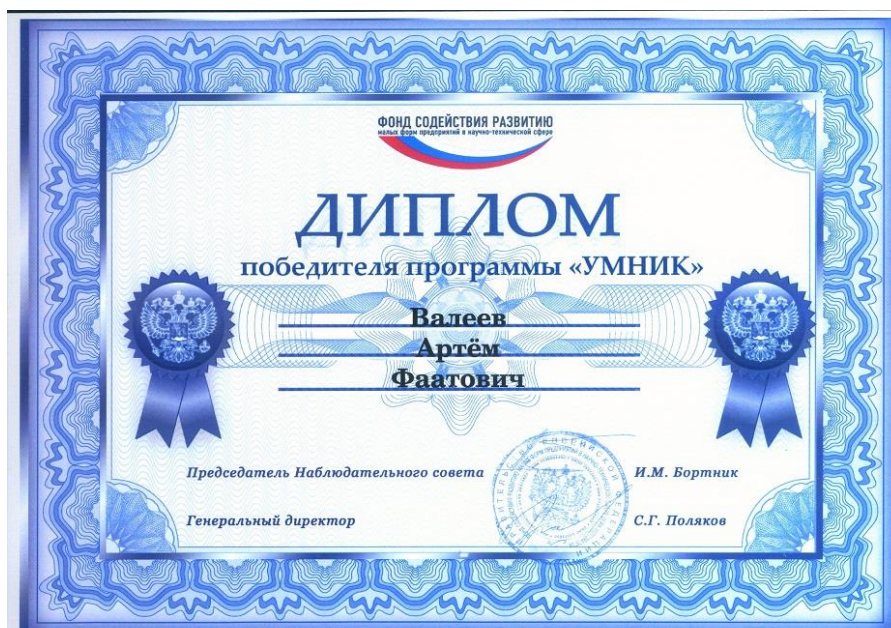 ФОНД СОДЕЙСТВИЯ РАЗВИТИЮ
малых форм предприятий в научно-технической сфере
ДИПЛОМ
победителя программы «УМНИК»
Валеев
Артём
Фаатович
Председатель Наблюдательного совета И.М. Бортник
Генеральный директор С.Г. Поляков